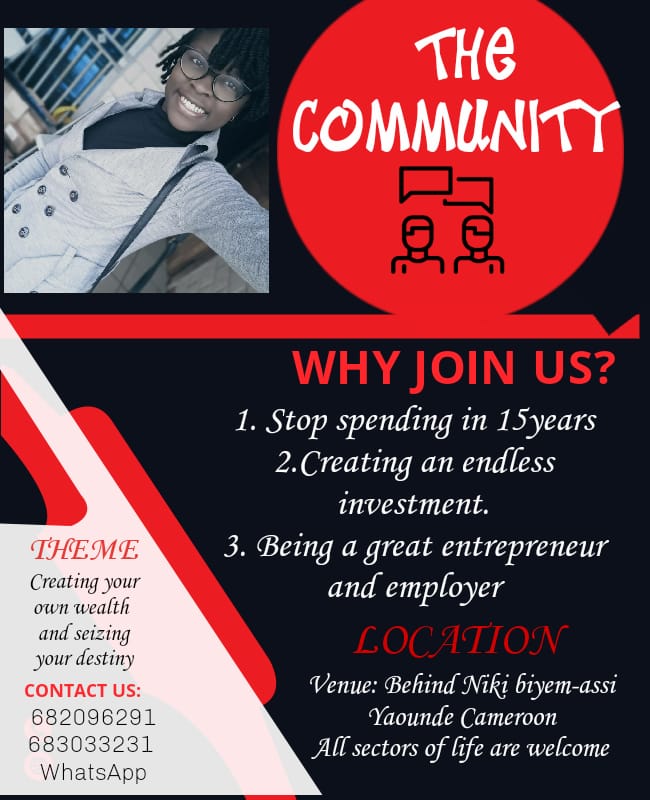 THE
COMMUNITY
WHY JOIN US?
1. Stop spending in 15years
2.Creating an endless
investment.
3. Being a great entrepreneur
and employer
THEME
Creating your
own wealth
and seizing
your destiny
CONTACT US:
682096291
683033231
WhatsApp
LOCATION
Venue: Behind Niki biyem-assi
Yaounde Cameroon
All sectors of life are welcome